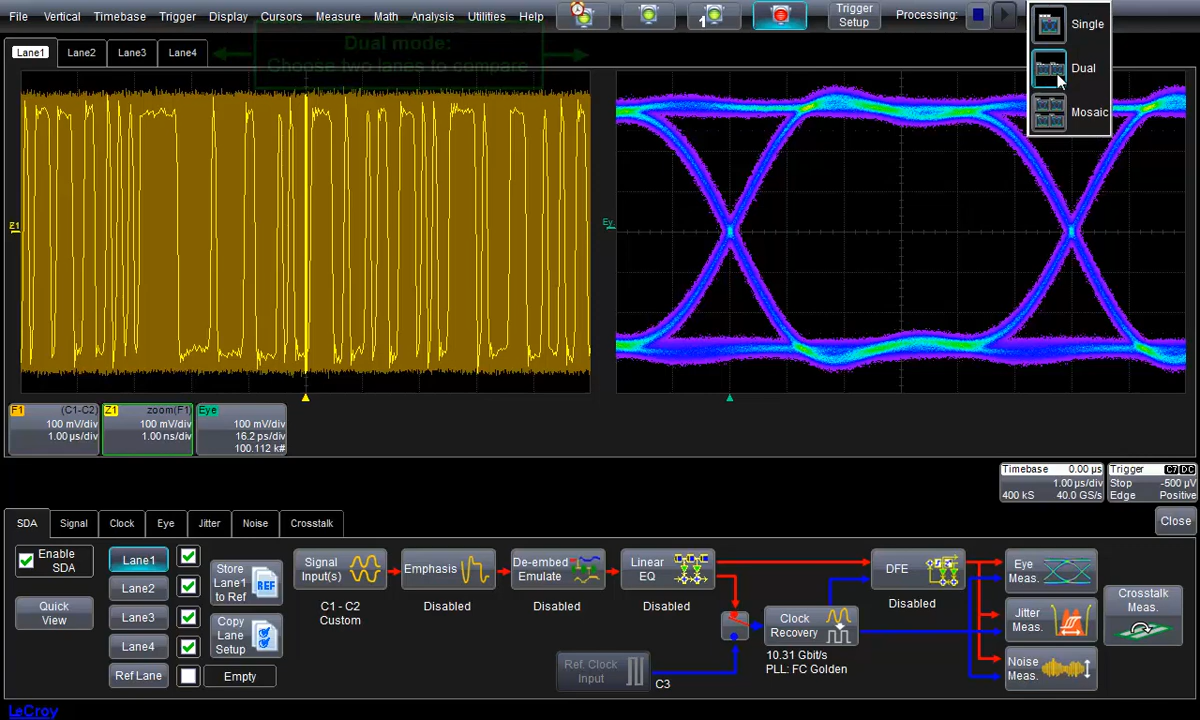 File Vertical Timebase Trigger Display Cursors Measure Math Analysis Utilities Help
1
Trigger
Setup
Processing:
Single
Dual
Mosaic
Lane1 Lane2 Lane3 Lane4
Dual mode:
Choose two lanes to compare
Z1
Ey.
F1 (C1-C2)
100 mV/div
1.00 µs/div
Z1 zoom(F1)
100 mV/div
1.00 ns/div
Eye
100 mV/div
16.2 ps/div
100.112 k#
Timebase 0.00 µs
1.00 µs/div
400 kS 40.0 GS/s
Trigger C7 DC
Stop -500 µV
Edge Positive
SDA Signal Clock Eye Jitter Noise Crosstalk
Close
Enable
SDA
Quick
View
Lane1
Lane2
Lane3
Lane4
Ref Lane
Empty
Store
Lane1
to Ref
REF
Copy
Lane
Setup
Signal
Input(s)
C1 - C2
Custom
Emphasis
Disabled
De-embed
Emulate
Disabled
Linear
EQ
Disabled
Ref. Clock
Input
C3
Clock
Recovery
10.31 Gbit/s
PLL: FC Golden
DFE
Disabled
Eye
Meas.
Jitter
Meas.
Noise
Meas.
Crosstalk
Meas.
LeCroy